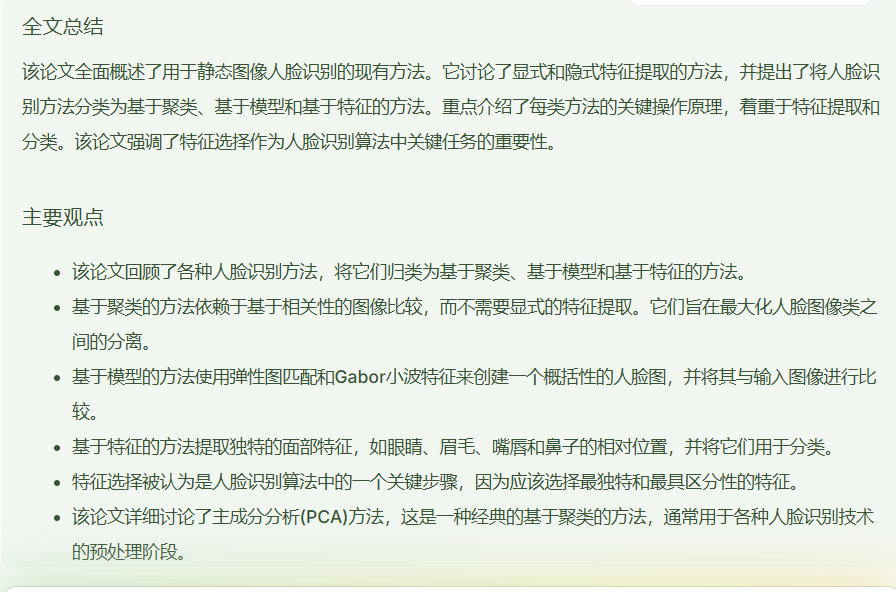 全文总结
该论文全面概述了用于静态图像人脸识别的现有方法。它讨论了显式和隐式特征提取的方法，并提出了将人脸识
别方法分类为基于聚类、基于模型和基于特征的方法。重点介绍了每类方法的关键操作原理，着重于特征提取和
分类。该论文强调了特征选择作为人脸识别算法中关键任务的重要性。
主要观点
• 该论文回顾了各种人脸识别方法，将它们归类为基于聚类、基于模型和基于特征的方法。
• 基于聚类的方法依赖于基于相关性的图像比较，而不需要显式的特征提取。它们旨在最大化人脸图像类之
间的分离。
• 基于模型的方法使用弹性图匹配和Gabor小波特征来创建一个概括性的人脸图，并将其与输入图像进行比
较。
• 基于特征的方法提取独特的面部特征，如眼睛、眉毛、嘴唇和鼻子的相对位置，并将它们用于分类。
• 特征选择被认为是人脸识别算法中的一个关键步骤，因为应该选择最独特和最具区分性的特征。
• 该论文详细讨论了主成分分析(PCA)方法，这是一种经典的基于聚类的方法，通常用于各种人脸识别技术
的预处理阶段。